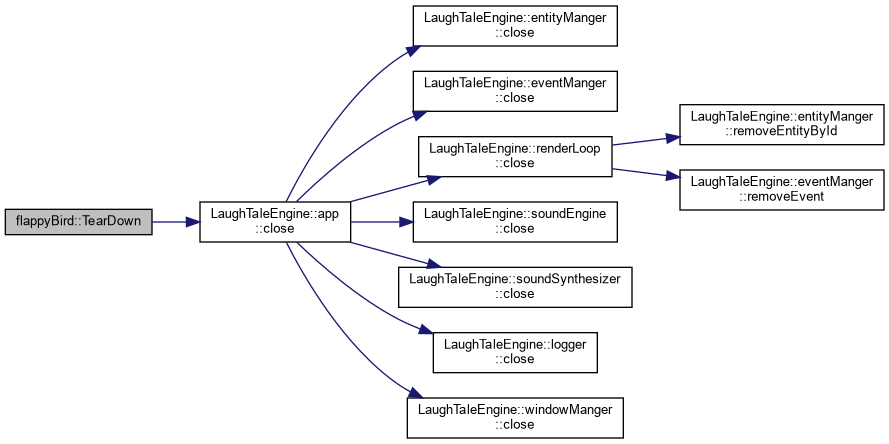 LaughTaleEngine::entityManger
::close
LaughTaleEngine::eventManger
::close
LaughTaleEngine::entityManger
::removeEntityById
LaughTaleEngine::renderLoop
::close
LaughTaleEngine::eventManger
::removeEvent
flappyBird::TearDown
LaughTaleEngine::app
::close
LaughTaleEngine::soundEngine
::close
LaughTaleEngine::soundSynthesizer
::close
LaughTaleEngine::logger
::close
LaughTaleEngine::windowManger
::close